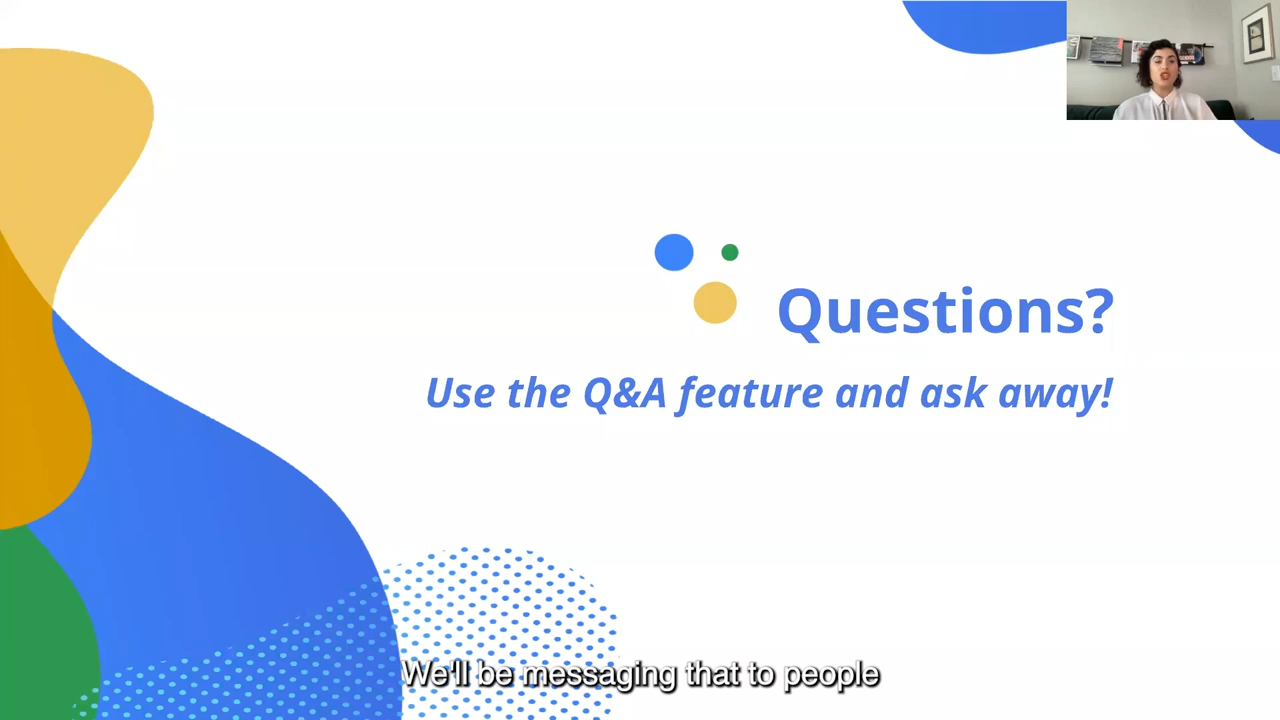 Questions?
Use the Q&A feature and ask away!
We'll be messaging that to people